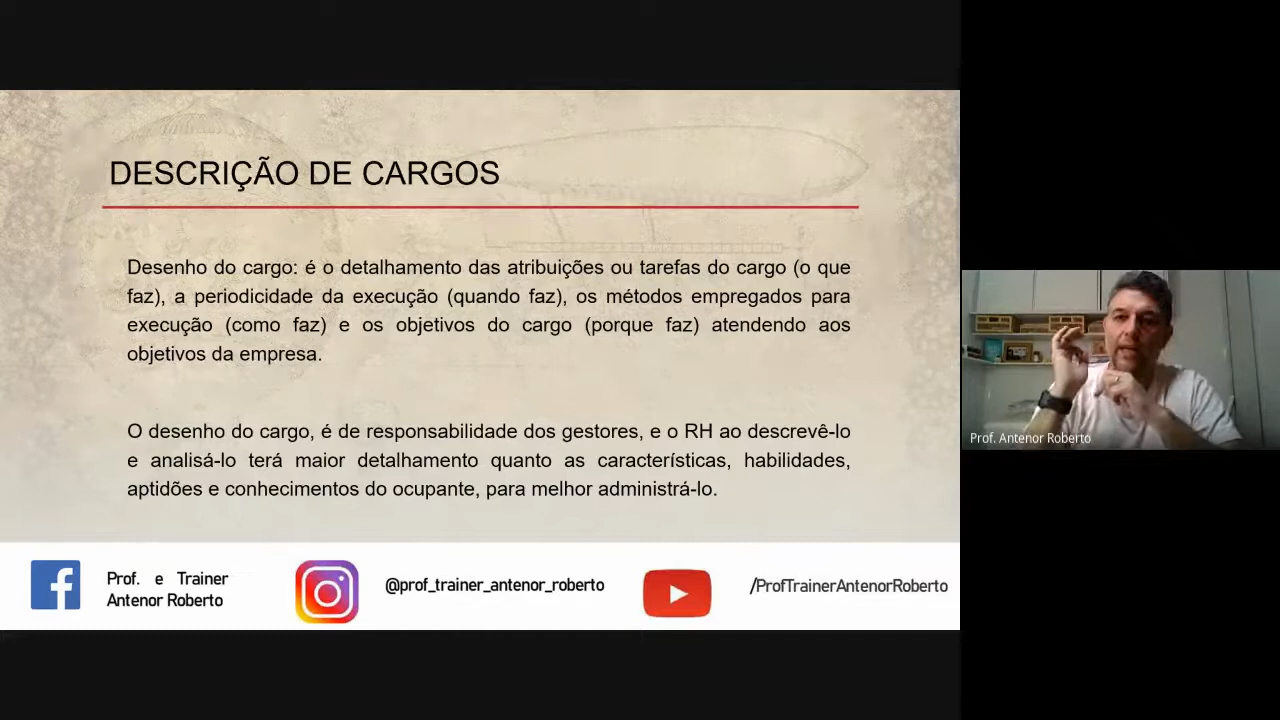 DESCRIÇÃO DE CARGOS
Desenho do cargo: é o detalhamento das atribuições ou tarefas do cargo (o que
faz), a periodicidade da execução (quando faz), os métodos empregados para
execução (como faz) e os objetivos do cargo (porque faz) atendendo aos
objetivos da empresa.
O desenho do cargo, é de responsabilidade dos gestores, e o RH ao descrevê-lo
e analisá-lo terá maior detalhamento quanto as características, habilidades,
aptidões e conhecimentos do ocupante, para melhor administrá-lo.
Prof. Antenor Roberto
Prof. e Trainer
Antenor Roberto
@prof_trainer_antenor_roberto
/ProfTrainerAntenorRoberto